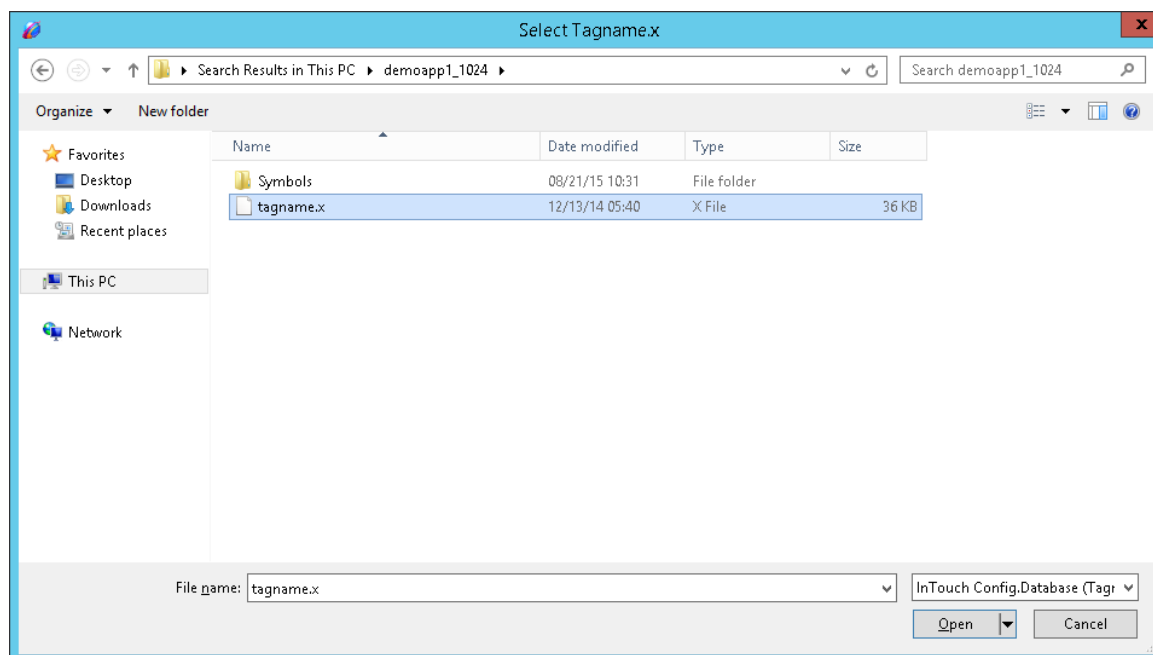 Select Tagname.x
x
Search Results in This PC demoapp1_1024
Search demoapp1_1024
Organize New folder
Name Date modified Type Size
Favorites
Desktop
Downloads
Recent places
This PC
Network
Symbols 08/21/15 10:31 File folder
tagname.x 12/13/14 05:40 X File 36 KB
File name: tagname.x
InTouch Config.Database (Tagr
Open Cancel